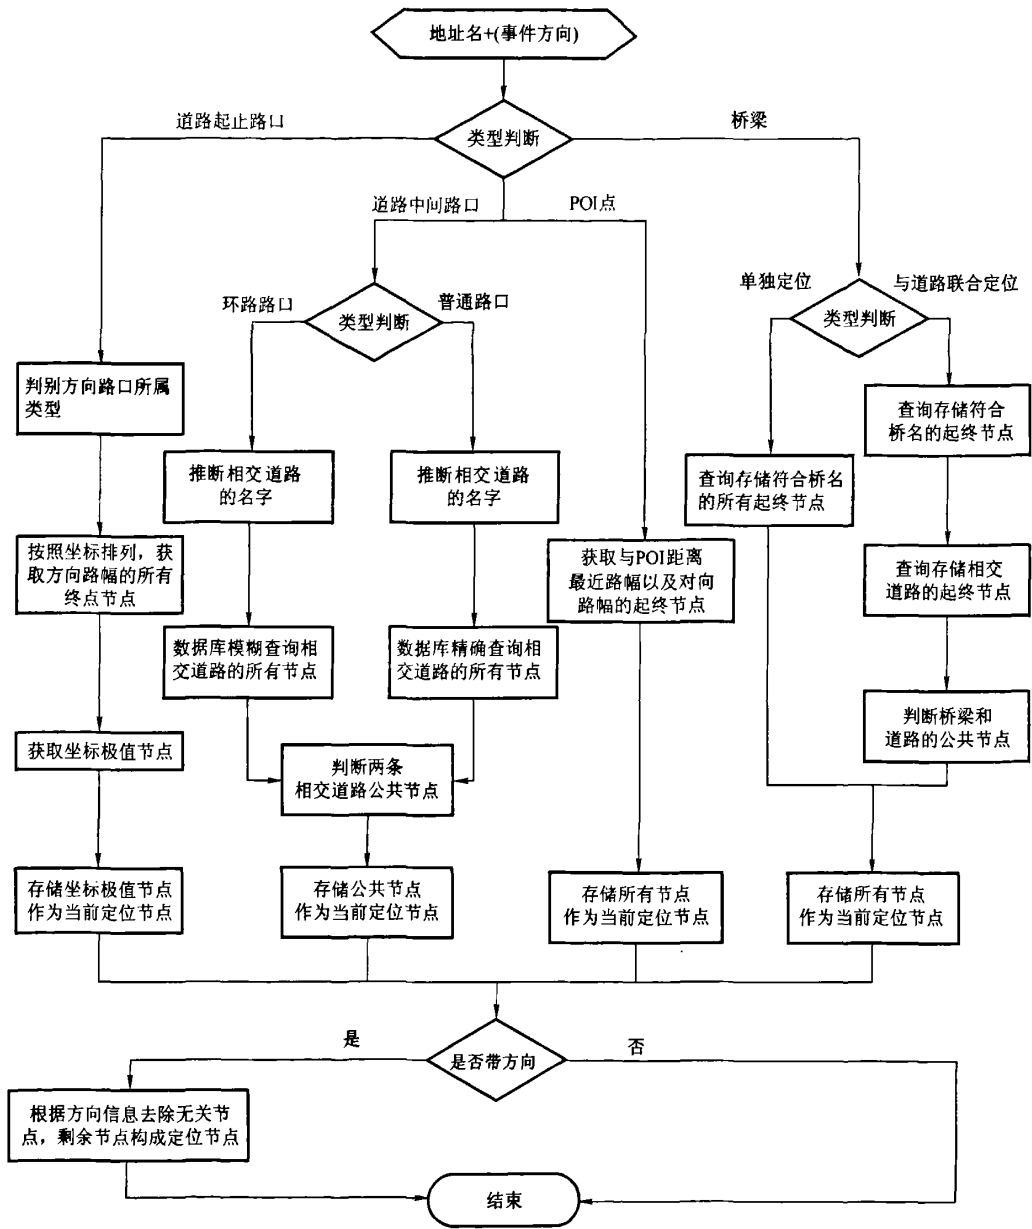 地址名+(事件方向)
道路起止路口
类型判断
桥梁
道路中间路口
POI点
环路路口
类型判断
普通路口
单独定位
类型判断
与道路联合定位
判别方向路口所属
类型
推断相交道路
的名字
推断相交道路
的名字
查询存储符合桥名
的所有起终节点
查询存储符合
桥名的起终节点
按照坐标排列，获
取方向路幅的所有
终点节点
获取与POI距离
最近路幅以及对向
路幅的起终节点
查询存储相交
道路的起终节点
数据库模糊查询相
交道路的所有节点
数据库精确查询相
交道路的所有节点
判断桥梁和
道路的公共节点
获取坐标极值节点
判断两条
相交道路公共节点
存储坐标极值节点
作为当前定位节点
存储公共节点
作为当前定位节点
存储所有节点
作为当前定位节点
存储所有节点
作为当前定位节点
是
是否带方向
否
根据方向信息去除无关节
点，剩余节点构成定位节点
结束